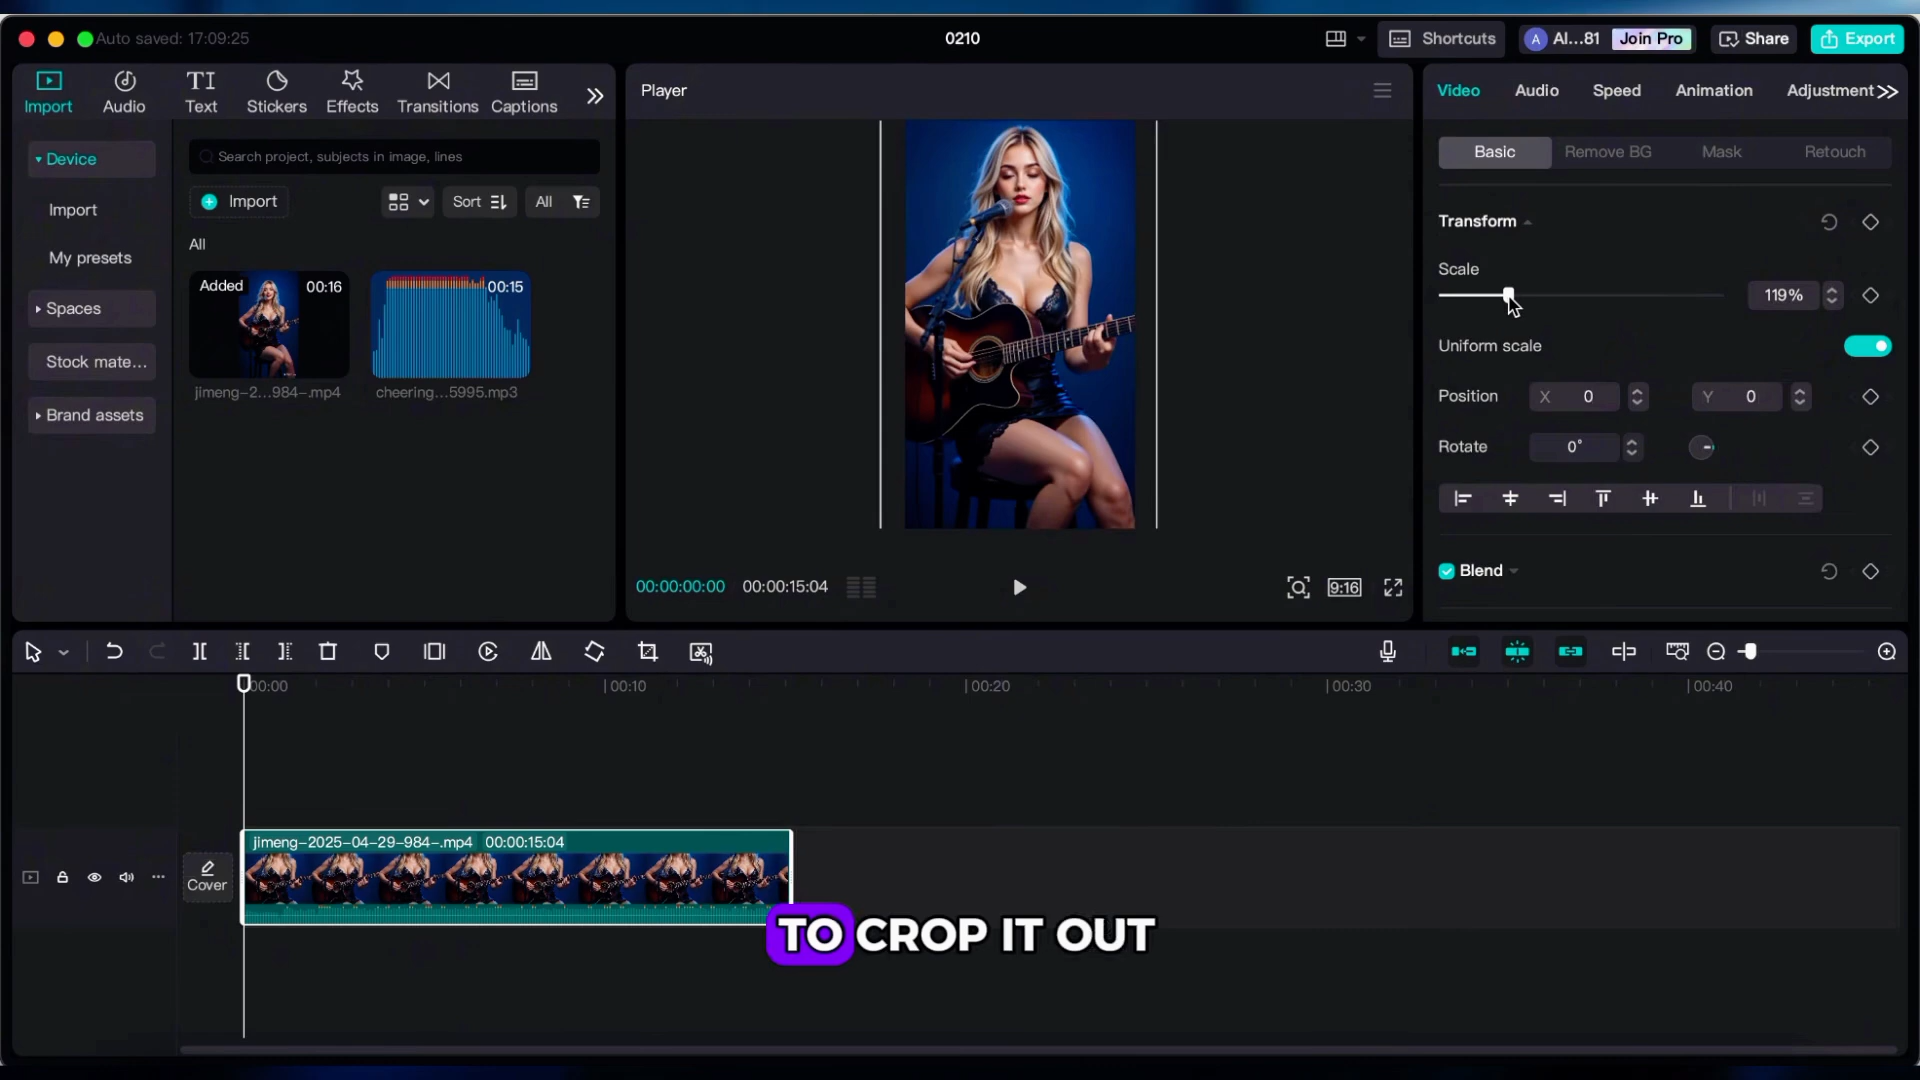 Auto saved: 17:09:25
0210
Shortcuts
A
Al...81
Join Pro
Share
Export
Import
Audio
TI
Text
Stickers
Effects
Transitions
Captions
Player
Video
Audio
Speed
Animation
Adjustment
Device
Import
My presets
Spaces
Stock mate...
Brand assets
Search project, subjects in image, lines
Import
Sort
All
All
Added
00:16
jimeng-2...984-.mp4
00:15
cheering...5995.mp3
Basic
Remove BG
Mask
Retouch
Transform
Scale
119%
Uniform scale
Position
X 0
Y 0
Rotate
0°
Blend
00:00:00:00
00:00:15:04
9:16
00:00
00:10
00:20
00:30
00:40
Cover
jimeng-2025-04-29-984-.mp4 00:00:15:04
TO CROP IT OUT